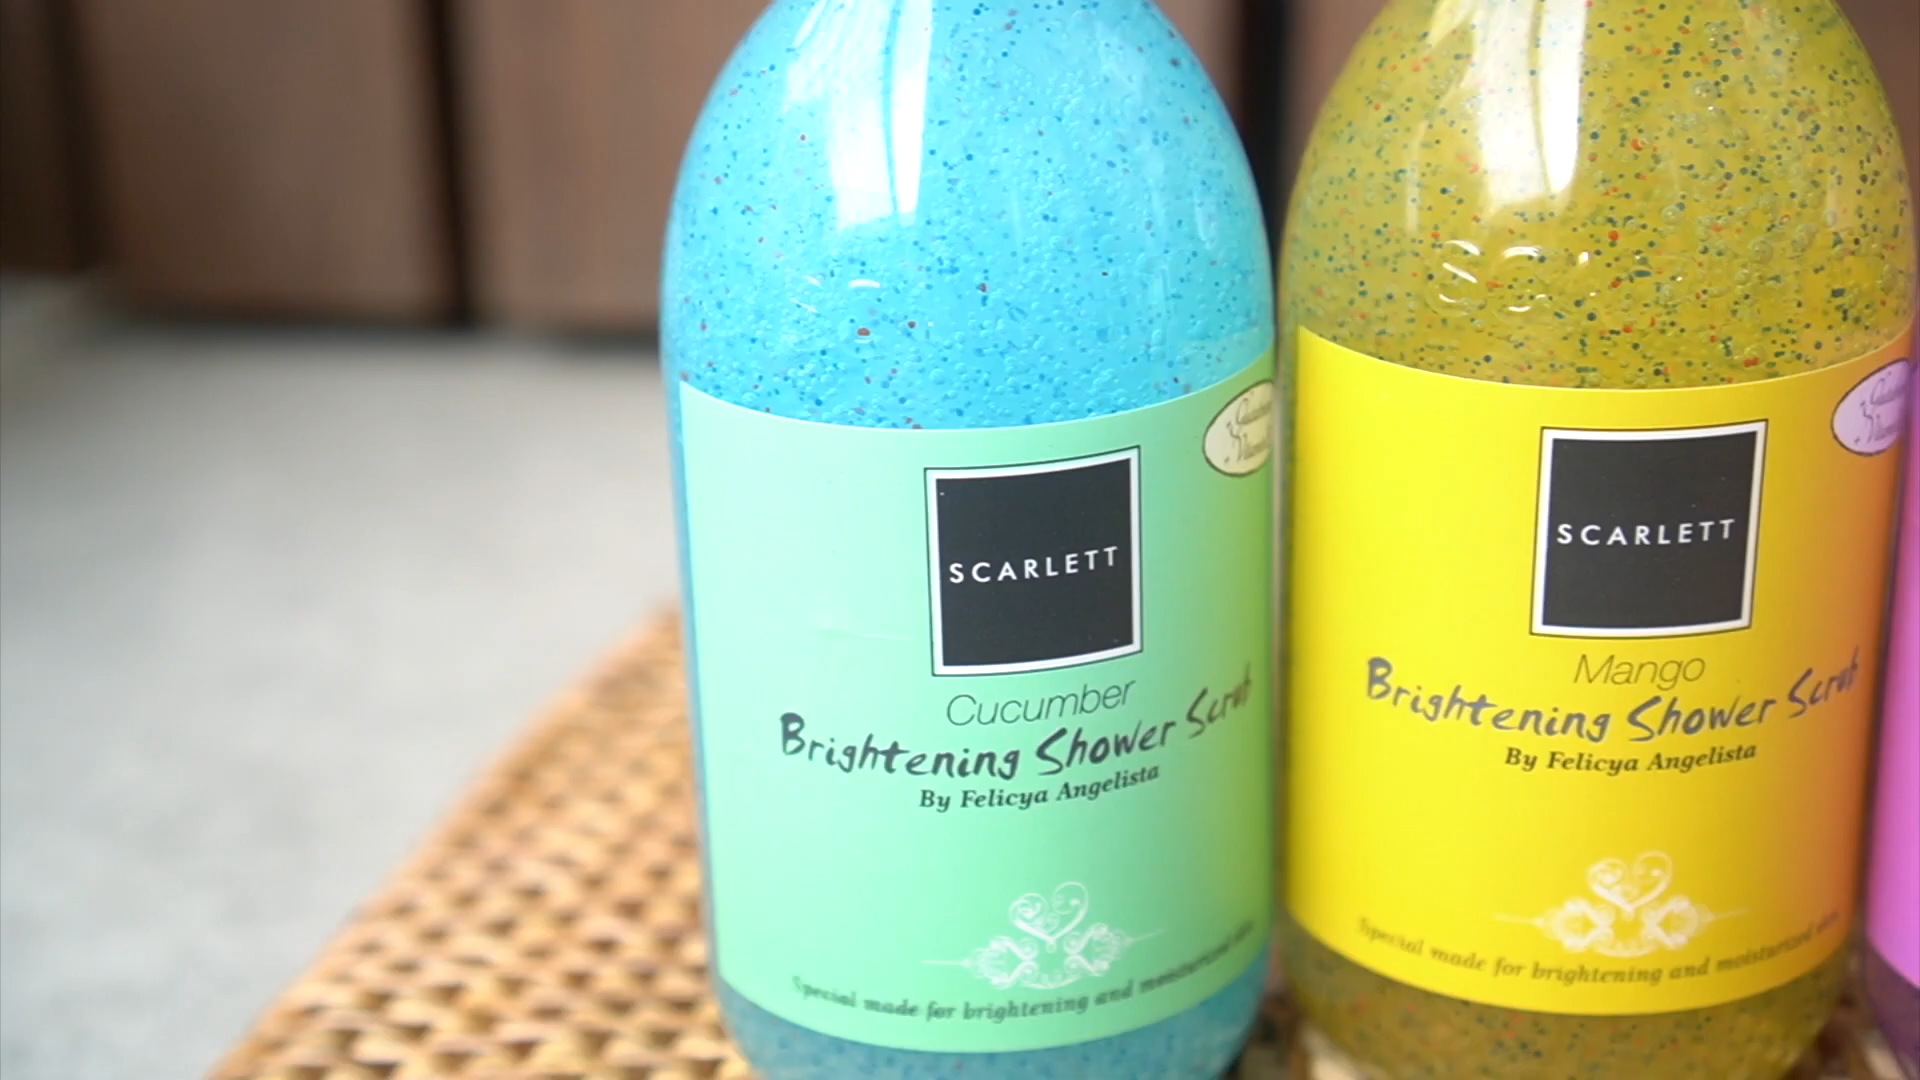 SCARLETT
Cucumber
Brightening Shower Scrub
By Felicya Angelista
Special made for brightening and moisturized skin
SCARLETT
Mango
Brightening Shower Scrub
By Felicya Angelista
Special made for brightening and moisturized skin